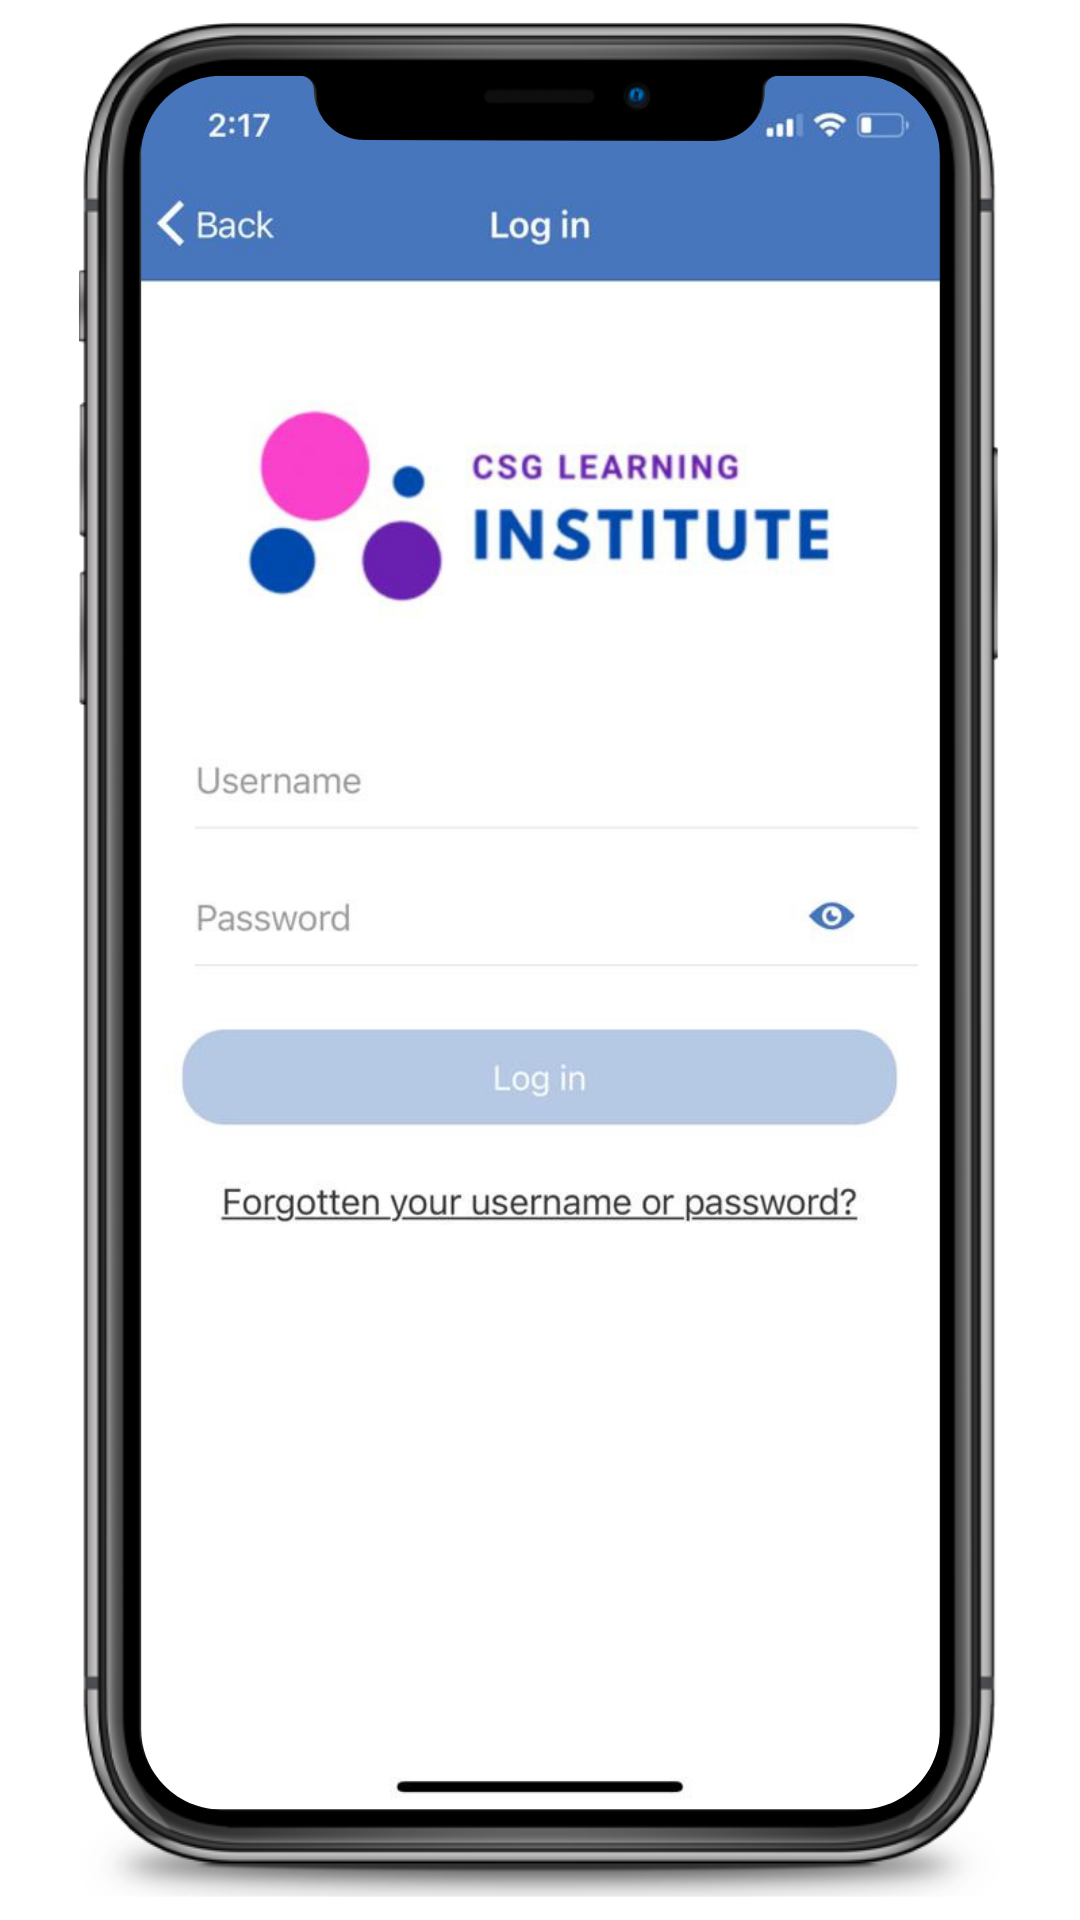 2:17
Back
Log in
CSG LEARNING
INSTITUTE
Username
Password
Log in
Forgotten your username or password?